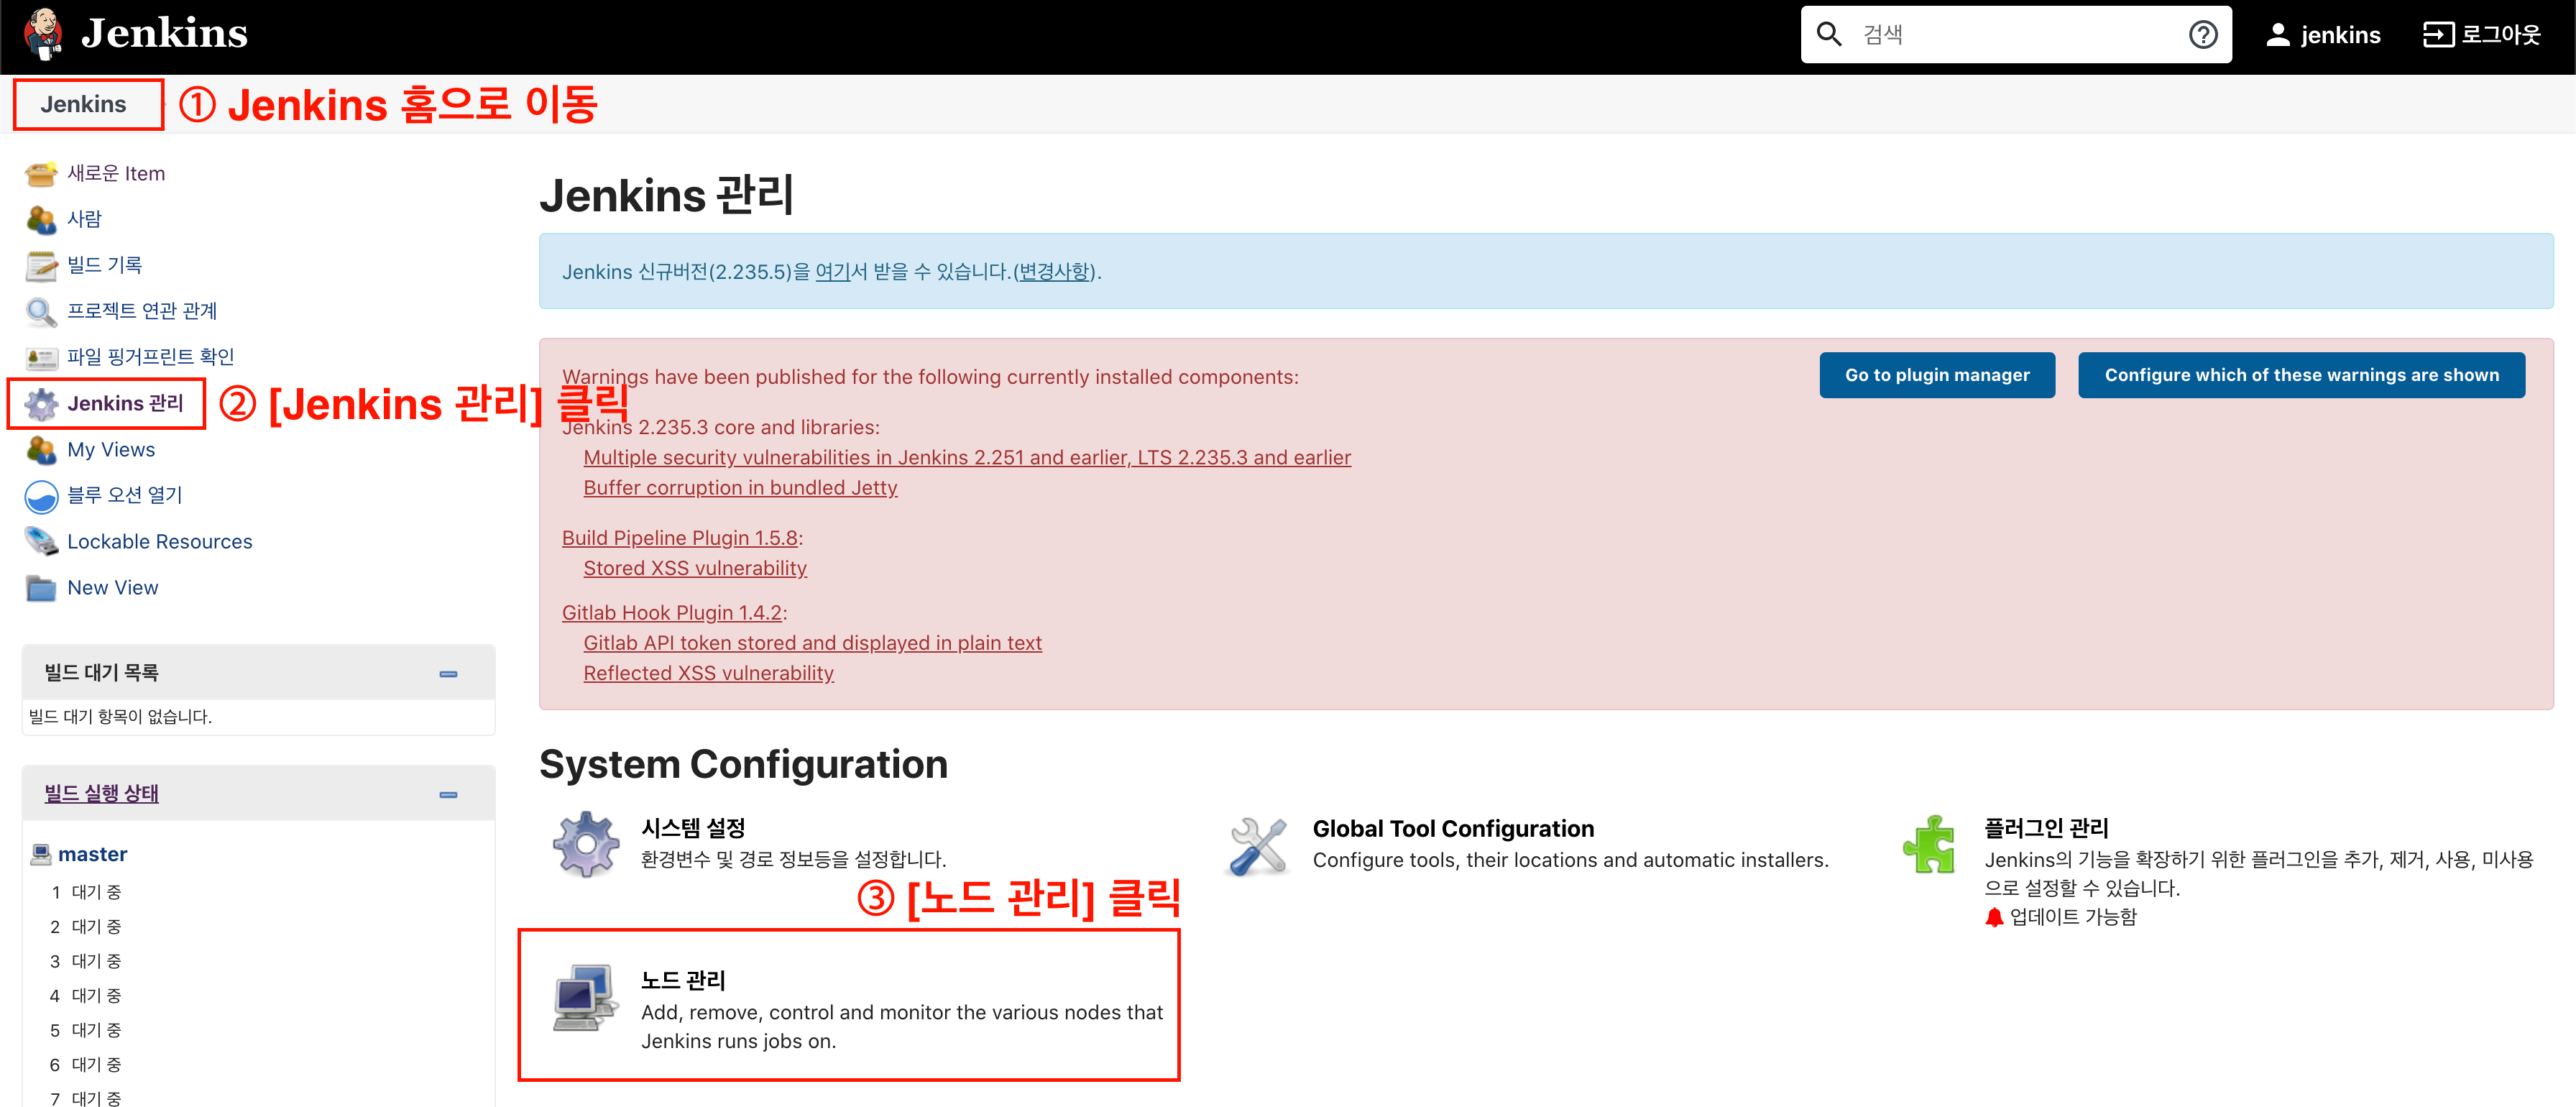 Jenkins
검색
jenkins
로그아웃
Jenkins
① Jenkins 홈으로 이동
새로운 Item
사람
빌드 기록
프로젝트 연관 관계
파일 핑거프린트 확인
Jenkins 관리
② [Jenkins 관리] 클릭
My Views
블루 오션 열기
Lockable Resources
New View
빌드 대기 목록
빌드 대기 항목이 없습니다.
빌드 실행 상태
master
1 대기 중
2 대기 중
3 대기 중
4 대기 중
5 대기 중
6 대기 중
7 대기 중
Jenkins 관리
Jenkins 신규버전(2.235.5)을 여기서 받을 수 있습니다.(변경사항).
Warnings have been published for the following currently installed components:
Go to plugin manager
Configure which of these warnings are shown
Jenkins 2.235.3 core and libraries:
Multiple security vulnerabilities in Jenkins 2.251 and earlier, LTS 2.235.3 and earlier
Buffer corruption in bundled Jetty
Build Pipeline Plugin 1.5.8:
Stored XSS vulnerability
Gitlab Hook Plugin 1.4.2:
Gitlab API token stored and displayed in plain text
Reflected XSS vulnerability
System Configuration
시스템 설정
환경변수 및 경로 정보등을 설정합니다.
Global Tool Configuration
Configure tools, their locations and automatic installers.
플러그인 관리
Jenkins의 기능을 확장하기 위한 플러그인을 추가, 제거, 사용, 미사용
으로 설정할 수 있습니다.
업데이트 가능함
③ [노드 관리] 클릭
노드 관리
Add, remove, control and monitor the various nodes that
Jenkins runs jobs on.